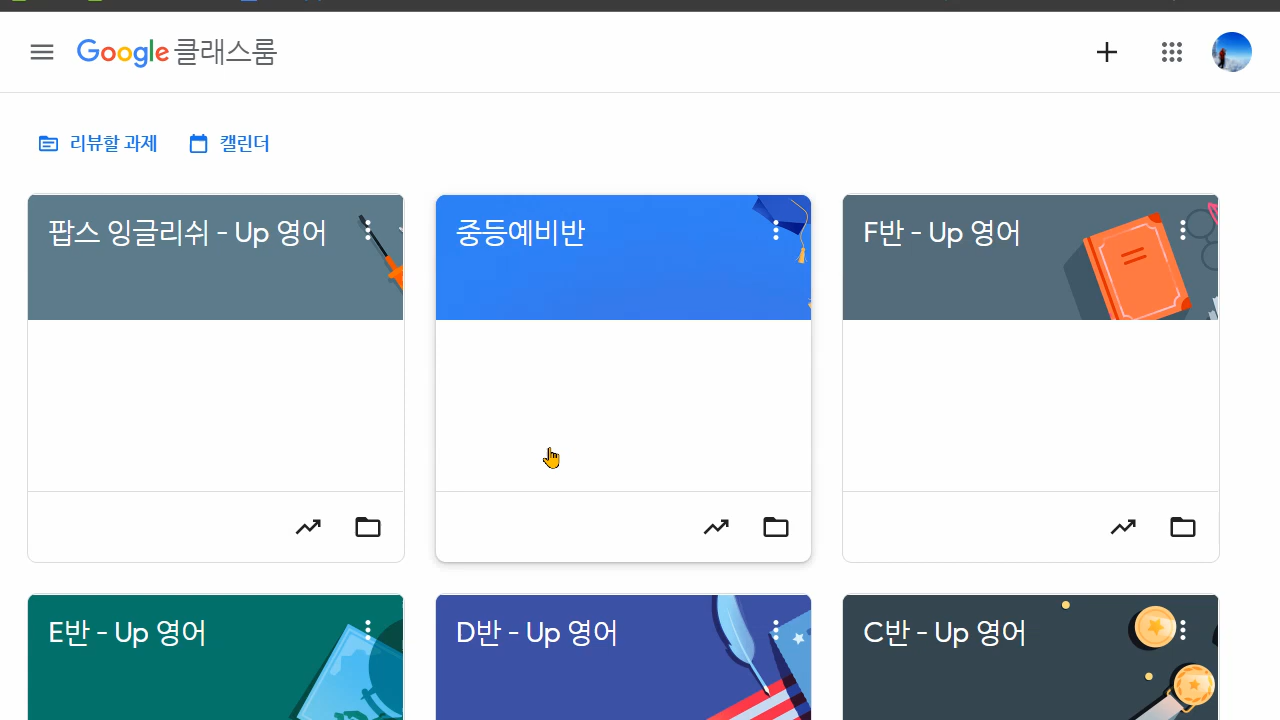 Google 클래스룸
리뷰할 과제 캘린더
팝스 잉글리쉬 - Up 영어
중등예비반
F반 - Up 영어
E반 - Up 영어
D반 - Up 영어
C반 - Up 영어